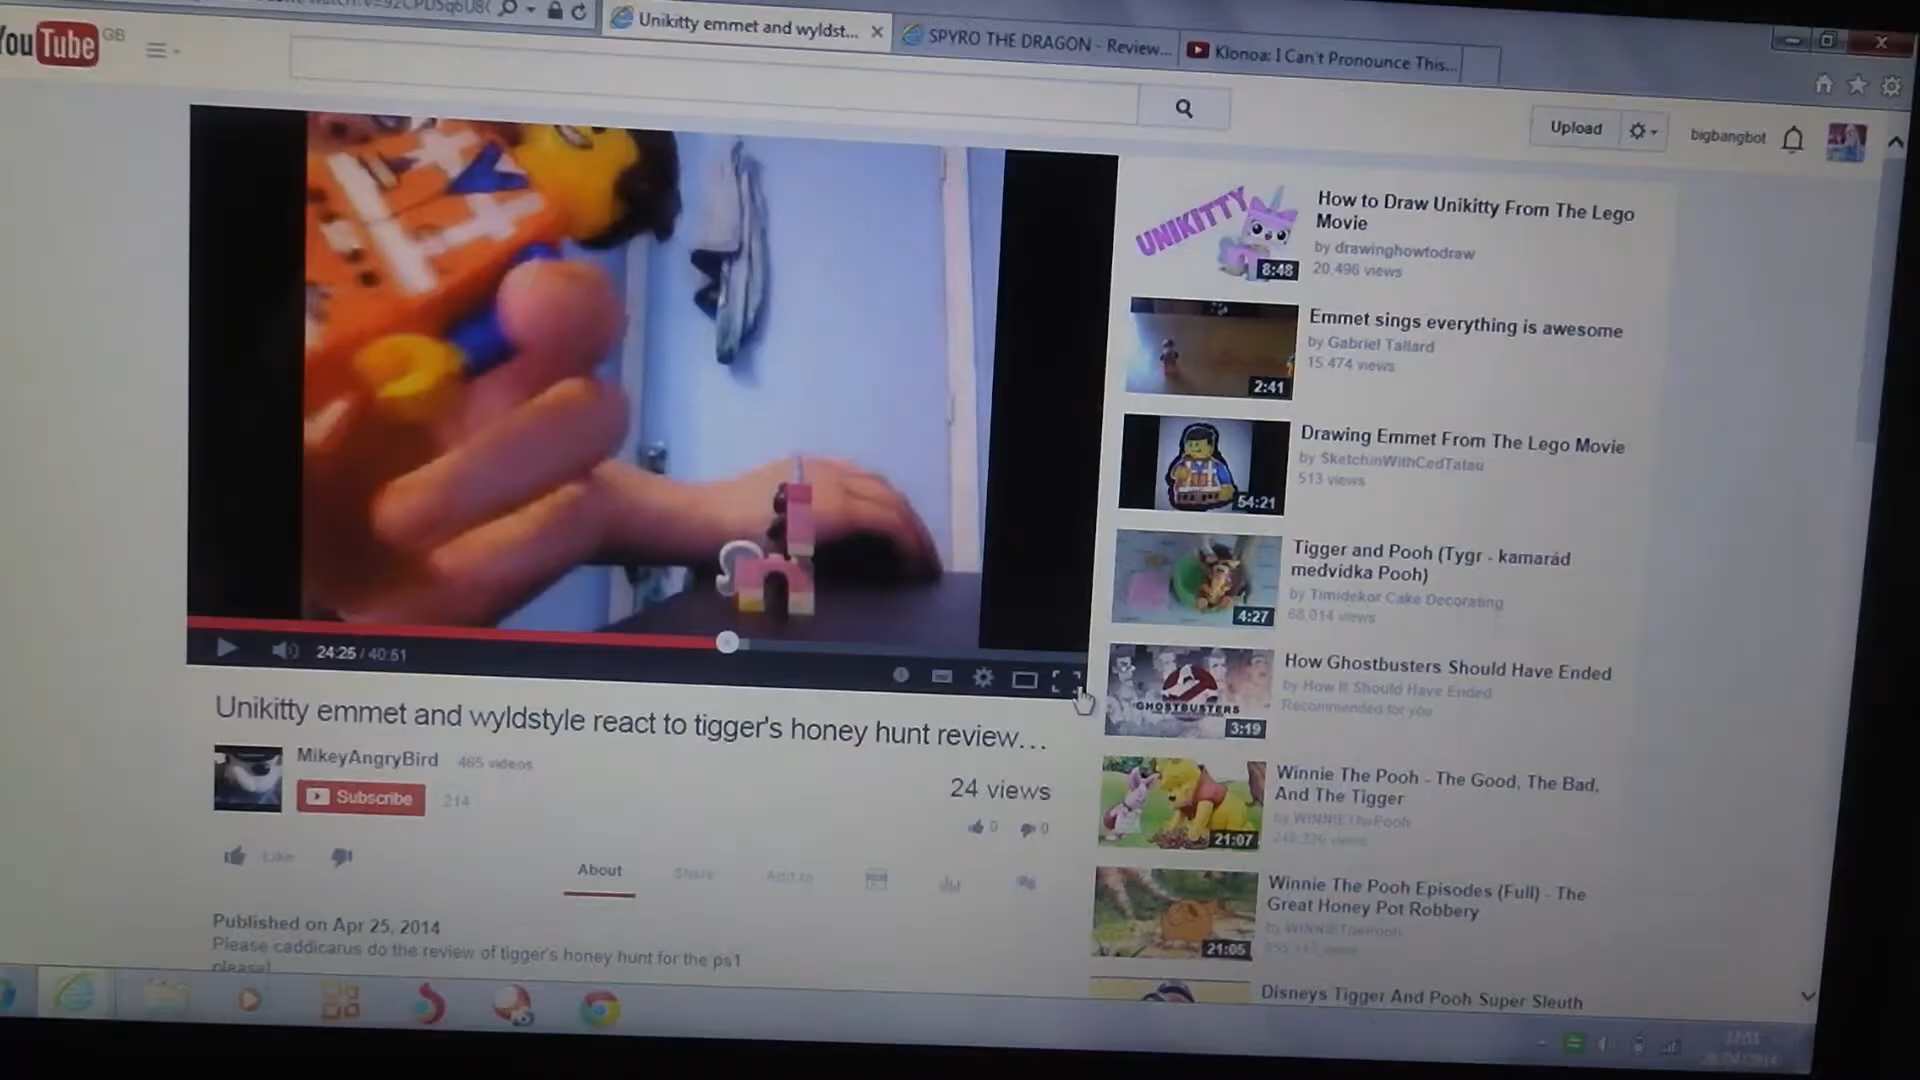 Unikitty emmet and wyldst...
SPYRO THE DRAGON - Review...
Klonoa: I Can't Pronounce This...
YouTube GB
Upload
bigbangbot
UNIKITTY
8:48
How to Draw Unikitty From The Lego
Movie
by drawinghowtodraw
20,496 views
2:41
Emmet sings everything is awesome
by Gabriel Tallard
15,474 views
54:21
Drawing Emmet From The Lego Movie
by SketchinWithCedTalau
513 views
4:27
Tigger and Pooh (Tygr - kamarád
medvidka Pooh)
by Timidekor Cake Decorating
68,014 views
GHOSTBUSTERS
3:19
How Ghostbusters Should Have Ended
by How It Should Have Ended
Recommended for you
21:07
Winnie The Pooh - The Good, The Bad,
And The Tigger
by WINNIEThePooh
21:05
Winnie The Pooh Episodes (Full) - The
Great Honey Pot Robbery
by WINNIEThePooh
Disneys Tigger And Pooh Super Sleuth
24:25 / 40:51
Unikitty emmet and wyldstyle react to tigger's honey hunt review...
MikeyAngryBird 465 videos
Subscribe 214
24 views
0 0
Like
About Share Add to
Published on Apr 25, 2014
Please caddicarus do the review of tigger's honey hunt for the ps1
please!